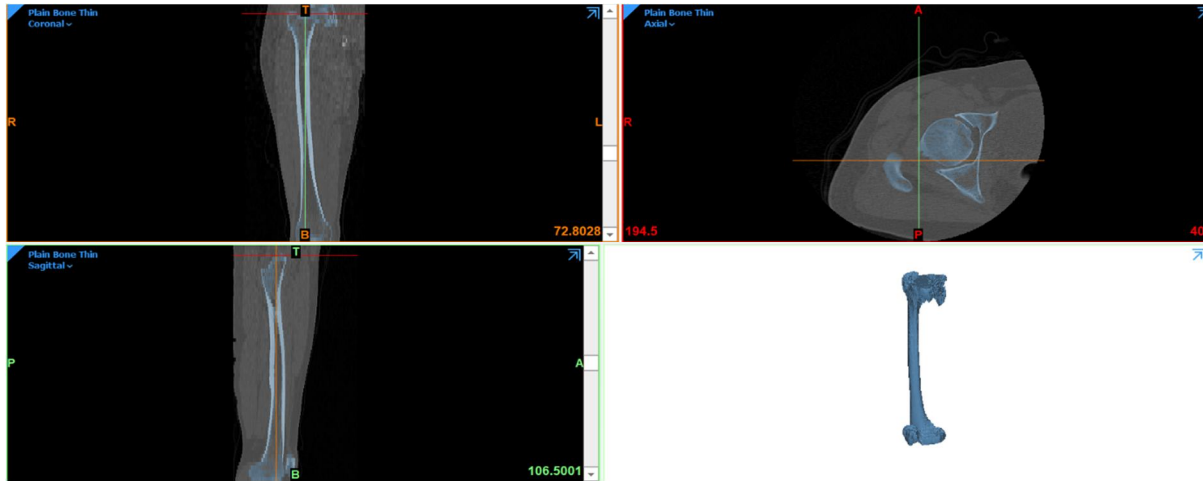 Plain Bone Thin
Coronal
T
R
L
B
72.8028
Plain Bone Thin
Axial
A
R
P
194.5
40
Plain Bone Thin
Sagittal
T
P
A
B
106.5001